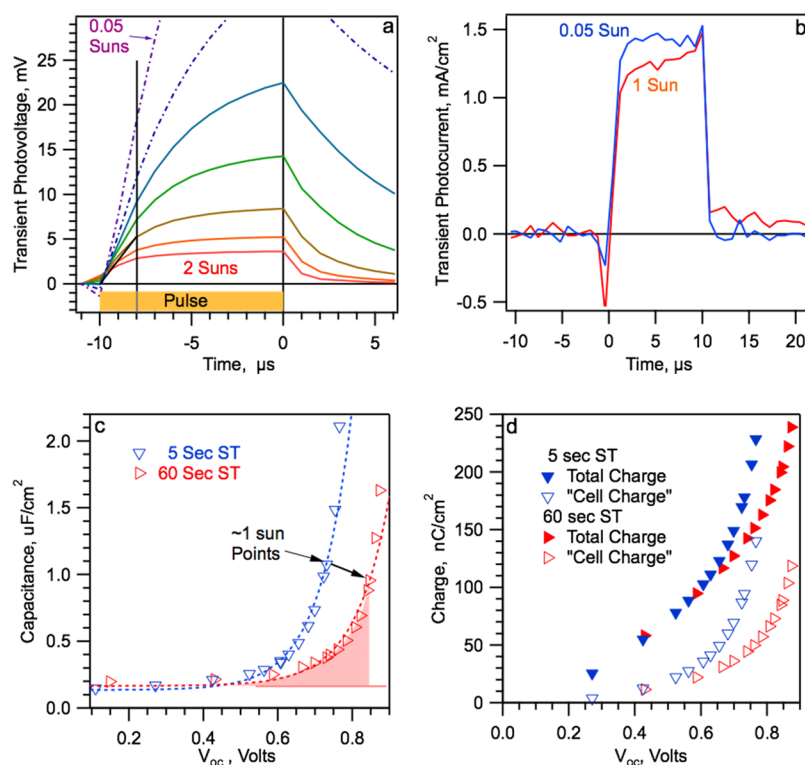 a
0.05
Suns
25
20
15
10
5
0
2 Suns
Pulse
-10
-5
0
5
Time, µs
Transient Photovoltage, mV
b
0.05 Sun
1 Sun
1.5
1.0
0.5
0.0
-0.5
-10
0
10
20
Time, µs
Transient Photocurrent, mA/cm²
c
5 Sec ST
60 Sec ST
~1 sun
Points
2.0
1.5
1.0
0.5
0.0
0.2
0.4
0.6
0.8
Voc, Volts
Capacitance, uF/cm²
d
5 sec ST
Total Charge
"Cell Charge"
60 sec ST
Total Charge
"Cell Charge"
250
200
150
100
50
0
0.0
0.2
0.4
0.6
0.8
Voc, Volts
Charge, nC/cm²